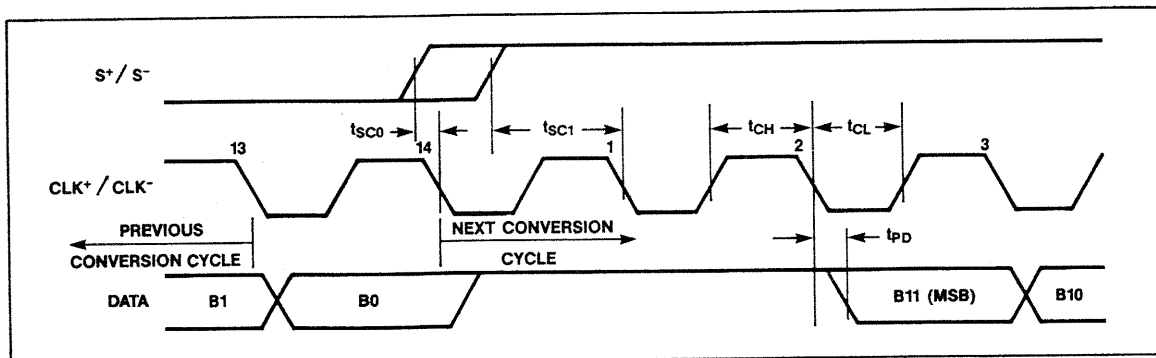 S+/S-
tSC0
tSC1
tCH
tCL
13
14
1
2
3
CLK+/CLK-
PREVIOUS
CONVERSION CYCLE
NEXT CONVERSION
CYCLE
tPD
DATA
B1
B0
B11 (MSB)
B10